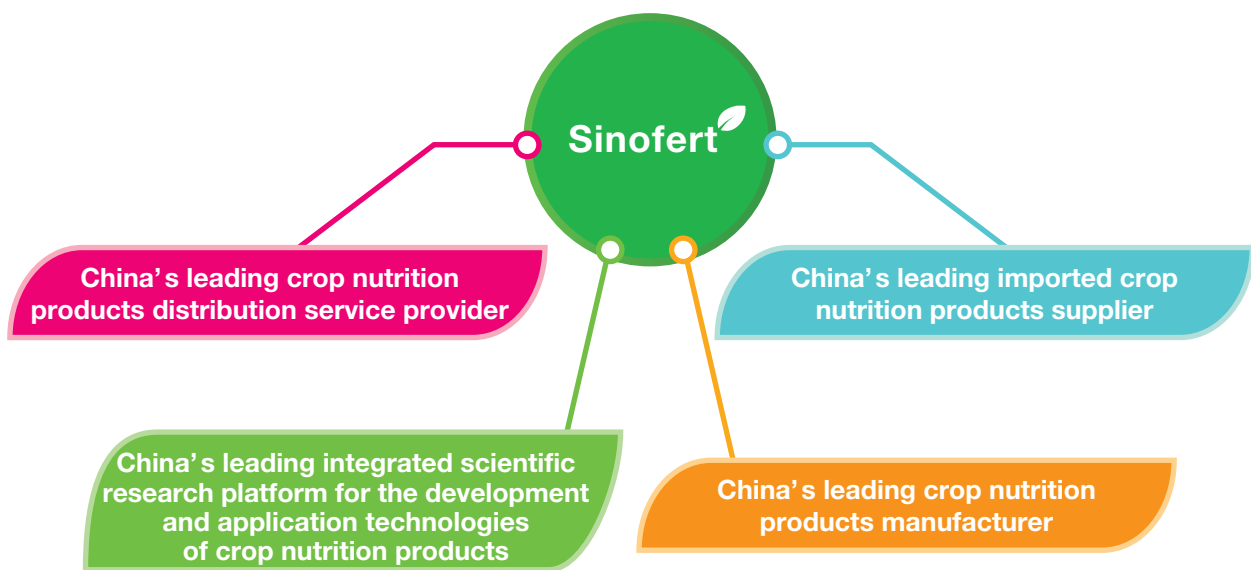 Sinofert
China's leading crop nutrition
products distribution service provider
China's leading imported crop
nutrition products supplier
China's leading integrated scientific
research platform for the development
and application technologies
of crop nutrition products
China's leading crop nutrition
products manufacturer